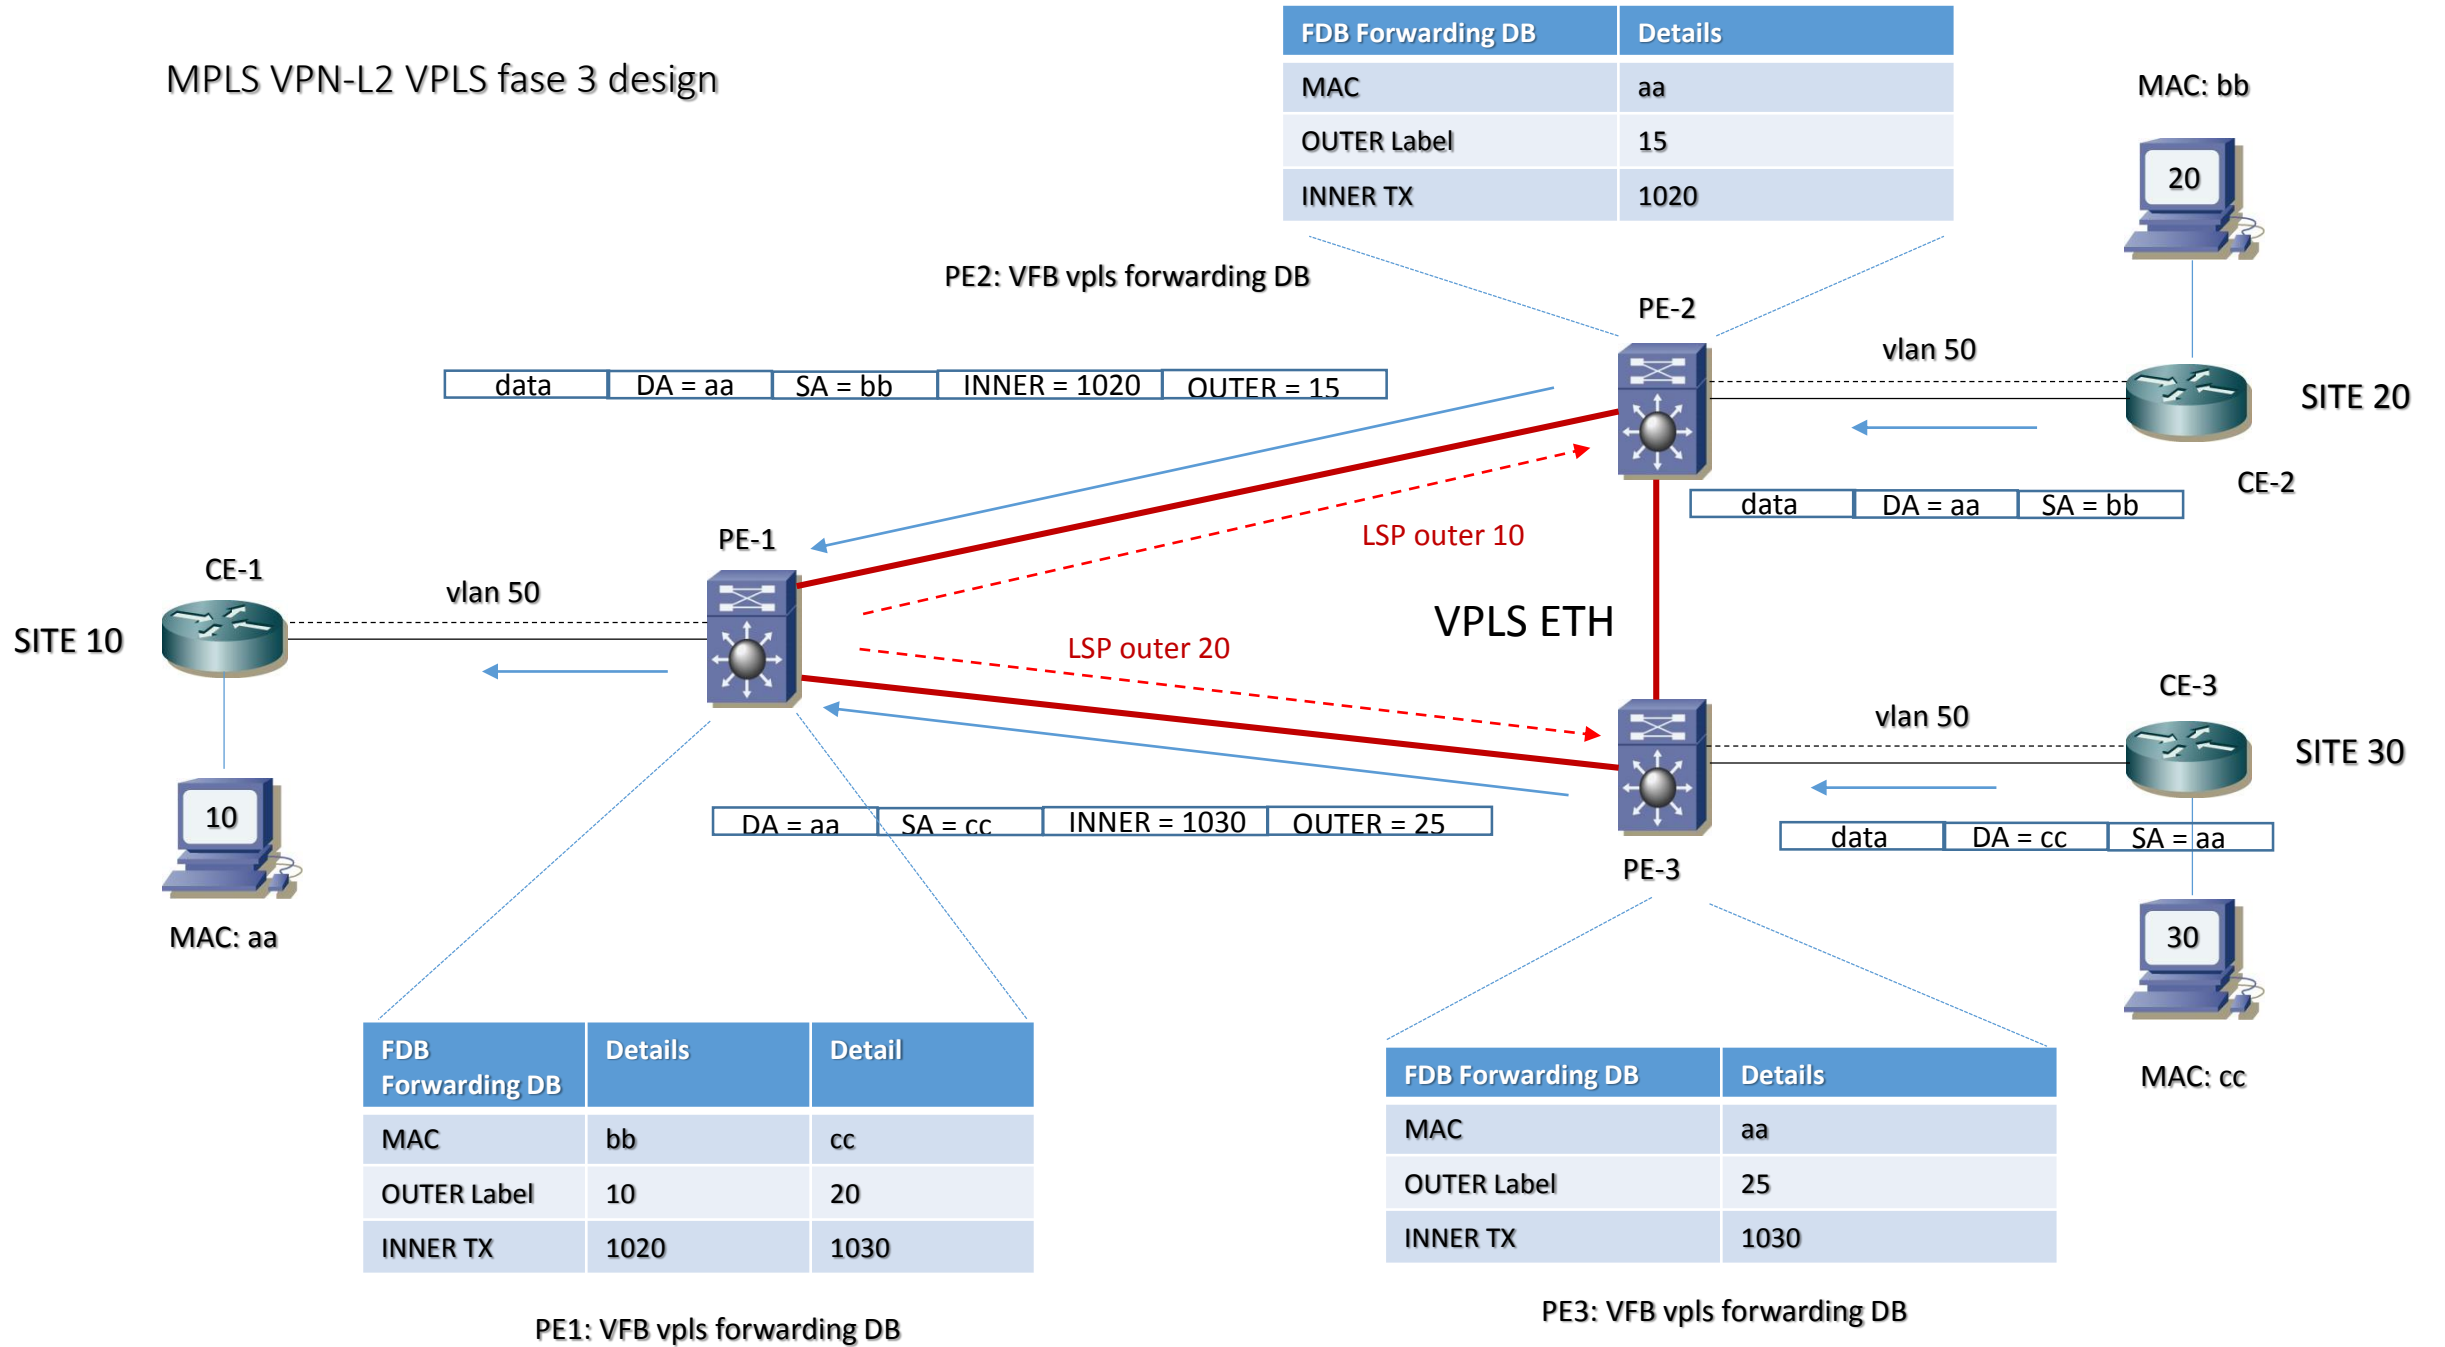 MPLS VPN-L2 VPLS fase 3 design
FDB Forwarding DB Details
MAC aa
OUTER Label 15
INNER TX 1020
MAC: bb
20
PE2: VFB vpls forwarding DB
PE-2
vlan 50
data DA = aa SA = bb INNER = 1020 OUTER = 15
SITE 20
CE-2
data DA = aa SA = bb
LSP outer 10
PE-1
CE-1
vlan 50
SITE 10
VPLS ETH
LSP outer 20
CE-3
vlan 50
SITE 30
10
DA = aa SA = cc INNER = 1030 OUTER = 25
data DA = cc SA = aa
PE-3
MAC: aa
30
MAC: cc
FDB Details Detail
Forwarding DB
MAC bb cc
OUTER Label 10 20
INNER TX 1020 1030
PE1: VFB vpls forwarding DB
FDB Forwarding DB Details
MAC aa
OUTER Label 25
INNER TX 1030
PE3: VFB vpls forwarding DB